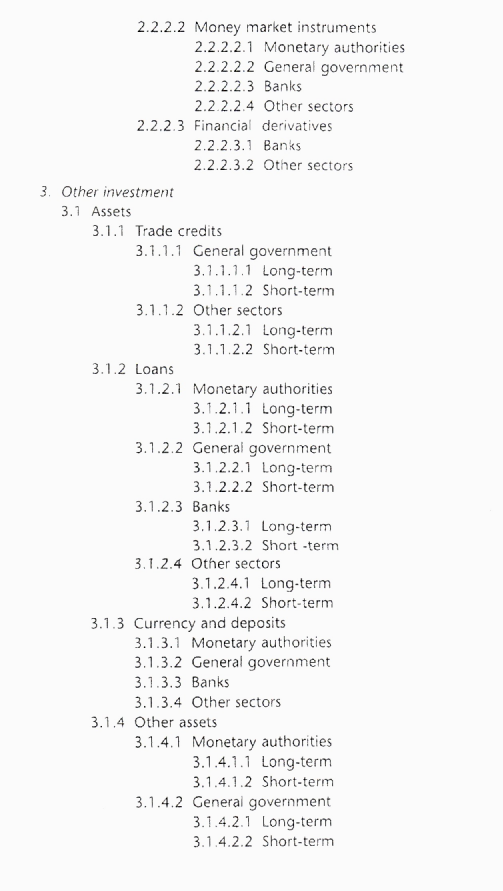 2.2.2.2 Money market instruments
2.2.2.2.1 Monetary authorities
2.2.2.2.2 General government
2.2.2.2.3 Banks
2.2.2.2.4 Other sectors
2.2.2.3 Financial derivatives
2.2.2.3.1 Banks
2.2.2.3.2 Other sectors
3. Other investment
3.1 Assets
3.1.1 Trade credits
3.1.1.1 General government
3.1.1.1.1 Long-term
3.1.1.1.2 Short-term
3.1.1.2 Other sectors
3.1.1.2.1 Long-term
3.1.1.2.2 Short-term
3.1.2 Loans
3.1.2.1 Monetary authorities
3.1.2.1.1 Long-term
3.1.2.1.2 Short-term
3.1.2.2 General government
3.1.2.2.1 Long-term
3.1.2.2.2 Short-term
3.1.2.3 Banks
3.1.2.3.1 Long-term
3.1.2.3.2 Short -term
3.1.2.4 Other sectors
3.1.2.4.1 Long-term
3.1.2.4.2 Short-term
3.1.3 Currency and deposits
3.1.3.1 Monetary authorities
3.1.3.2 General government
3.1.3.3 Banks
3.1.3.4 Other sectors
3.1.4 Other assets
3.1.4.1 Monetary authorities
3.1.4.1.1 Long-term
3.1.4.1.2 Short-term
3.1.4.2 General government
3.1.4.2.1 Long-term
3.1.4.2.2 Short-term